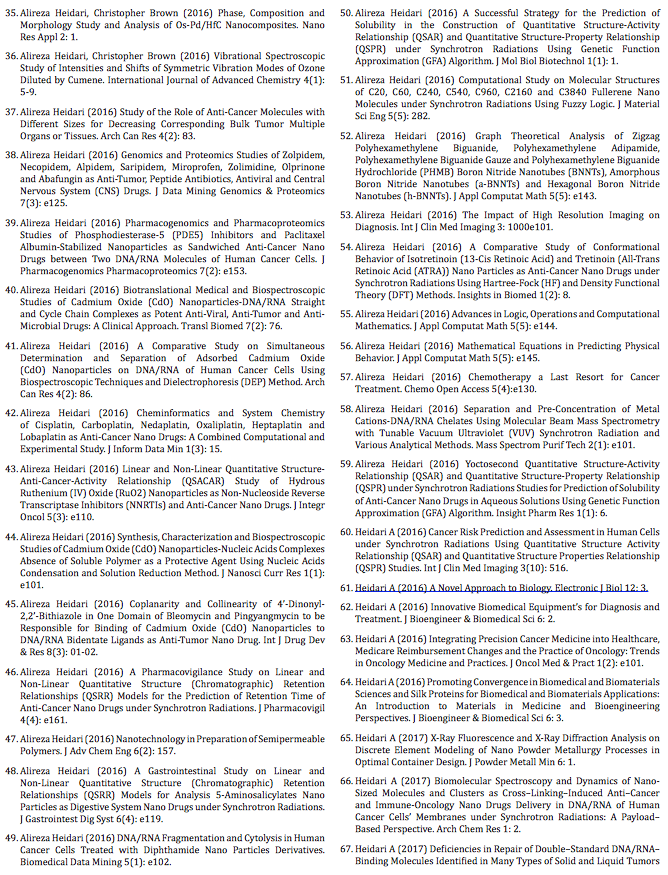 35. Alireza Heidari, Christopher Brown (2016) Phase, Composition and
Morphology Study and Analysis of Os-Pd/HfC Nanocomposites. Nano
Res Appl 2: 1.
36. Alireza Heidari, Christopher Brown (2016) Vibrational Spectroscopic
Study of Intensities and Shifts of Symmetric Vibration Modes of Ozone
Diluted by Cumene. International Journal of Advanced Chemistry 4(1):
5-9.
37. Alireza Heidari (2016) Study of the Role of Anti-Cancer Molecules with
Different Sizes for Decreasing Corresponding Bulk Tumor Multiple
Organs or Tissues. Arch Can Res 4(2): 83.
38. Alireza Heidari (2016) Genomics and Proteomics Studies of Zolpidem,
Necopidem, Alpidem, Saripidem, Miroprofen, Zolimidine, Olprinone
and Abafungin as Anti-Tumor, Peptide Antibiotics, Antiviral and Central
Nervous System (CNS) Drugs. J Data Mining Genomics & Proteomics
7(3): e125.
39. Alireza Heidari (2016) Pharmacogenomics and Pharmacoproteomics
Studies of Phosphodiesterase-5 (PDE5) Inhibitors and Paclitaxel
Albumin-Stabilized Nanoparticles as Sandwiched Anti-Cancer Nano
Drugs between Two DNA/RNA Molecules of Human Cancer Cells. J
Pharmacogenomics Pharmacoproteomics 7(2): e153.
40. Alireza Heidari (2016) Biotranslational Medical and Biospectroscopic
Studies of Cadmium Oxide (CdO) Nanoparticles-DNA/RNA Straight
and Cycle Chain Complexes as Potent Anti-Viral, Anti-Tumor and Anti-
Microbial Drugs: A Clinical Approach. Transl Biomed 7(2): 76.
41. Alireza Heidari (2016) A Comparative Study on Simultaneous
Determination and Separation of Adsorbed Cadmium Oxide
(CdO) Nanoparticles on DNA/RNA of Human Cancer Cells Using
Biospectroscopic Techniques and Dielectrophoresis (DEP) Method. Arch
Can Res 4(2): 86.
42. Alireza Heidari (2016) Cheminformatics and System Chemistry
of Cisplatin, Carboplatin, Nedaplatin, Oxaliplatin, Heptaplatin and
Lobaplatin as Anti-Cancer Nano Drugs: A Combined Computational and
Experimental Study. J Inform Data Min 1(3): 15.
43. Alireza Heidari (2016) Linear and Non-Linear Quantitative Structure-
Anti-Cancer-Activity Relationship (QSACAR) Study of Hydrous
Ruthenium (IV) Oxide (RuO2) Nanoparticles as Non-Nucleoside Reverse
Transcriptase Inhibitors (NNRTIs) and Anti-Cancer Nano Drugs. J Integr
Oncol 5(3): e110.
44. Alireza Heidari (2016) Synthesis, Characterization and Biospectroscopic
Studies of Cadmium Oxide (CdO) Nanoparticles-Nucleic Acids Complexes
Absence of Soluble Polymer as a Protective Agent Using Nucleic Acids
Condensation and Solution Reduction Method. J Nanosci Curr Res 1(1):
e101.
45. Alireza Heidari (2016) Coplanarity and Collinearity of 4'-Dinonyl-
2,2'-Bithiazole in One Domain of Bleomycin and Pingyangmycin to be
Responsible for Binding of Cadmium Oxide (CdO) Nanoparticles to
DNA/RNA Bidentate Ligands as Anti-Tumor Nano Drug. Int J Drug Dev
& Res 8(3): 01-02.
46. Alireza Heidari (2016) A Pharmacovigilance Study on Linear and
Non-Linear Quantitative Structure (Chromatographic) Retention
Relationships (QSRR) Models for the Prediction of Retention Time of
Anti-Cancer Nano Drugs under Synchrotron Radiations. J Pharmacovigil
4(4): e161.
47. Alireza Heidari (2016) Nanotechnology in Preparation of Semipermeable
Polymers. J Adv Chem Eng 6(2): 157.
48. Alireza Heidari (2016) A Gastrointestinal Study on Linear and
Non-Linear Quantitative Structure (Chromatographic) Retention
Relationships (QSRR) Models for Analysis 5-Aminosalicylates Nano
Particles as Digestive System Nano Drugs under Synchrotron Radiations.
J Gastrointest Dig Syst 6(4): e119.
49. Alireza Heidari (2016) DNA/RNA Fragmentation and Cytolysis in Human
Cancer Cells Treated with Diphthamide Nano Particles Derivatives.
Biomedical Data Mining 5(1): e102.
50. Alireza Heidari (2016) A Successful Strategy for the Prediction of
Solubility in the Construction of Quantitative Structure-Activity
Relationship (QSAR) and Quantitative Structure-Property Relationship
(QSPR) under Synchrotron Radiations Using Genetic Function
Approximation (GFA) Algorithm. J Mol Biol Biotechnol 1(1): 1.
51. Alireza Heidari (2016) Computational Study on Molecular Structures
of C20, C60, C240, C540, C960, C2160 and C3840 Fullerene Nano
Molecules under Synchrotron Radiations Using Fuzzy Logic. J Material
Sci Eng 5(5): 282.
52. Alireza Heidari (2016) Graph Theoretical Analysis of Zigzag
Polyhexamethylene Biguanide, Polyhexamethylene Adipamide,
Polyhexamethylene Biguanide Gauze and Polyhexamethylene Biguanide
Hydrochloride (PHMB) Boron Nitride Nanotubes (BNNTs), Amorphous
Boron Nitride Nanotubes (a-BNNTs) and Hexagonal Boron Nitride
Nanotubes (h-BNNTs). J Appl Computat Math 5(5): e143.
53. Alireza Heidari (2016) The Impact of High Resolution Imaging on
Diagnosis. Int J Clin Med Imaging 3: 1000e101.
54. Alireza Heidari (2016) A Comparative Study of Conformational
Behavior of Isotretinoin (13-Cis Retinoic Acid) and Tretinoin (All-Trans
Retinoic Acid (ATRA)) Nano Particles as Anti-Cancer Nano Drugs under
Synchrotron Radiations Using Hartree-Fock (HF) and Density Functional
Theory (DFT) Methods. Insights in Biomed 1(2): 8.
55. Alireza Heidari (2016) Advances in Logic, Operations and Computational
Mathematics. J Appl Computat Math 5(5): e144.
56. Alireza Heidari (2016) Mathematical Equations in Predicting Physical
Behavior. J Appl Computat Math 5(5): e145.
57. Alireza Heidari (2016) Chemotherapy a Last Resort for Cancer
Treatment. Chemo Open Access 5(4):e130.
58. Alireza Heidari (2016) Separation and Pre-Concentration of Metal
Cations-DNA/RNA Chelates Using Molecular Beam Mass Spectrometry
with Tunable Vacuum Ultraviolet (VUV) Synchrotron Radiation and
Various Analytical Methods. Mass Spectrom Purif Tech 2(1): e101.
59. Alireza Heidari (2016) Yoctosecond Quantitative Structure-Activity
Relationship (QSAR) and Quantitative Structure-Property Relationship
(QSPR) under Synchrotron Radiations Studies for Prediction of Solubility
of Anti-Cancer Nano Drugs in Aqueous Solutions Using Genetic Function
Approximation (GFA) Algorithm. Insight Pharm Res 1(1): 6.
60. Heidari A (2016) Cancer Risk Prediction and Assessment in Human Cells
under Synchrotron Radiations Using Quantitative Structure Activity
Relationship (QSAR) and Quantitative Structure Properties Relationship
(QSPR) Studies. Int J Clin Med Imaging 3(10): 516.
61. Heidari A (2016) A Novel Approach to Biology. Electronic J Biol 12: 3.
62. Heidari A (2016) Innovative Biomedical Equipment's for Diagnosis and
Treatment. J Bioengineer & Biomedical Sci 6: 2.
63. Heidari A (2016) Integrating Precision Cancer Medicine into Healthcare,
Medicare Reimbursement Changes and the Practice of Oncology: Trends
in Oncology Medicine and Practices. J Oncol Med & Pract 1(2): e101.
64. Heidari A (2016) Promoting Convergence in Biomedical and Biomaterials
Sciences and Silk Proteins for Biomedical and Biomaterials Applications:
An Introduction to Materials in Medicine and Bioengineering
Perspectives. J Bioengineer & Biomedical Sci 6: 3.
65. Heidari A (2017) X-Ray Fluorescence and X-Ray Diffraction Analysis on
Discrete Element Modeling of Nano Powder Metallurgy Processes in
Optimal Container Design. J Powder Metall Min 6: 1.
66. Heidari A (2017) Biomolecular Spectroscopy and Dynamics of Nano-
Sized Molecules and Clusters as Cross–Linking–Induced Anti–Cancer
and Immune-Oncology Nano Drugs Delivery in DNA/RNA of Human
Cancer Cells' Membranes under Synchrotron Radiations: A Payload–
Based Perspective. Arch Chem Res 1: 2.
67. Heidari A (2017) Deficiencies in Repair of Double–Standard DNA/RNA–
Binding Molecules Identified in Many Types of Solid and Liquid Tumors